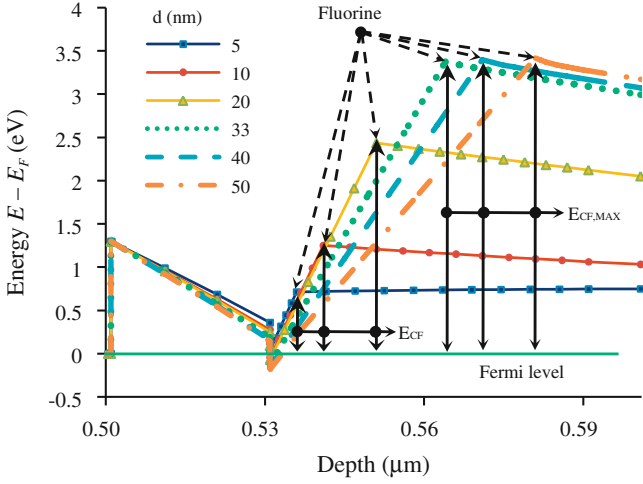 d (nm)
5
10
20
33
40
50
Fluorine
E_CF,MAX
E_CF
Fermi level
Energy E − E_F (eV)
4
3.5
3
2.5
2
1.5
1
0.5
0
-0.5
0.50
0.53
0.56
0.59
Depth (μm)